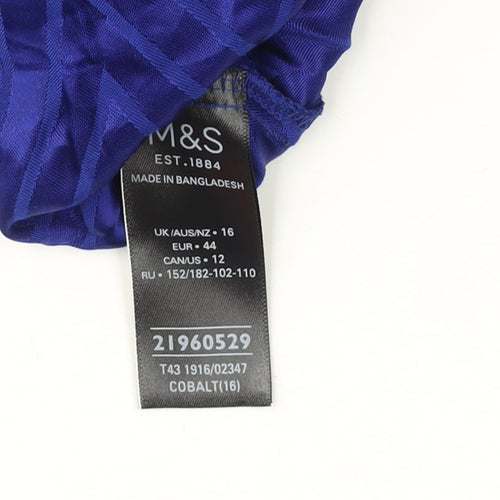 M&S
EST.1884
MADE IN BANGLADESH
UK/AUS/NZ • 16
EUR • 44
CAN/US • 12
RU • 152/182-102-110
21960529
T43 1916/02347
COBALT(16)